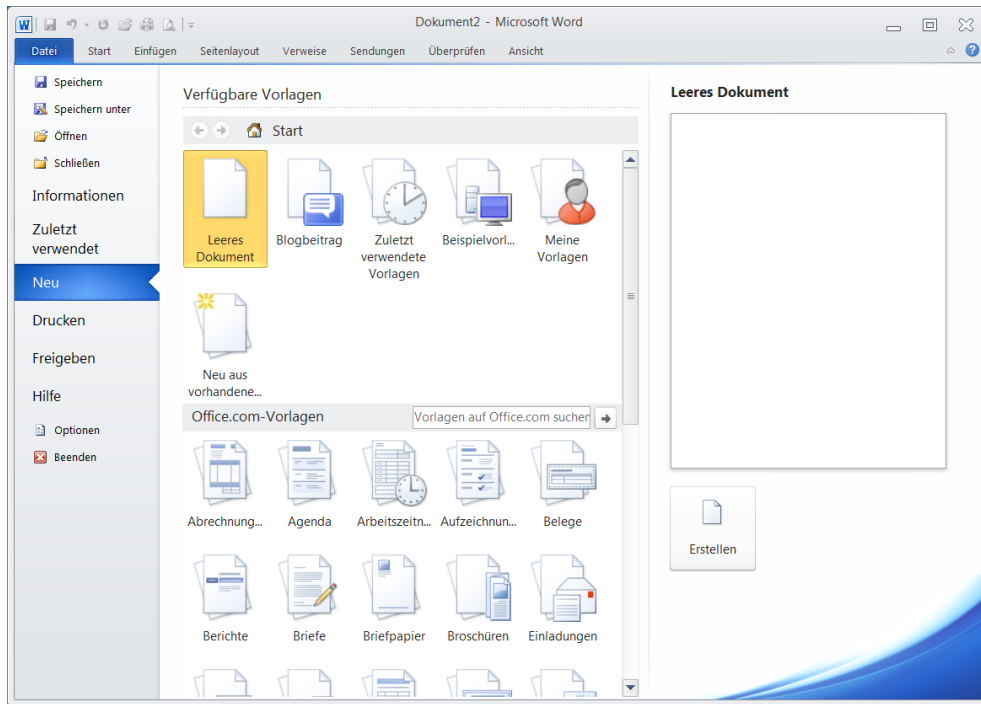 Dokument2 - Microsoft Word
Datei Start Einfügen Seitenlayout Verweise Sendungen Überprüfen Ansicht
Speichern
Speichern unter
Öffnen
Schließen
Informationen
Zuletzt
verwendet
Neu
Drucken
Freigeben
Hilfe
Optionen
Beenden
Verfügbare Vorlagen
Start
Leeres
Dokument
Blogbeitrag
Zuletzt
verwendete
Vorlagen
Beispielvorl...
Meine
Vorlagen
Neu aus
vorhandene...
Office.com-Vorlagen
Vorlagen auf Office.com suchen
Abrechnung...
Agenda
Arbeitszeitn...
Aufzeichnun...
Belege
Berichte
Briefe
Briefpapier
Broschüren
Einladungen
Leeres Dokument
Erstellen